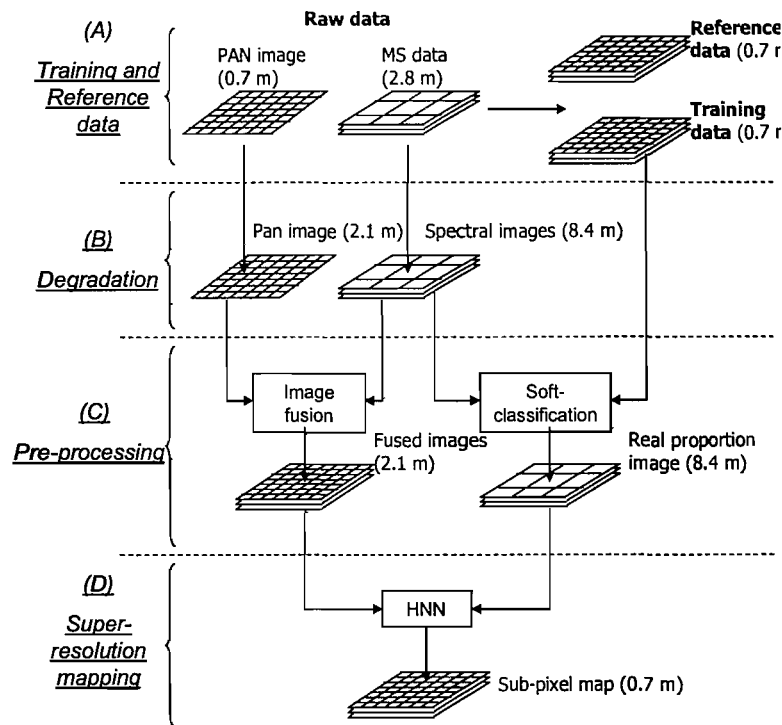 (A)
Training and
Reference
data
Raw data
PAN image
(0.7 m)
MS data
(2.8 m)
Reference
data (0.7 m
Training
data (0.7 m
(B)
Degradation
Pan image (2.1 m)
Spectral images (8.4 m)
(C)
Pre-processing
Image
fusion
Soft-
classification
Fused images
(2.1 m)
Real proportion
image (8.4 m)
(D)
Super-
resolution
mapping
HNN
Sub-pixel map (0.7 m)